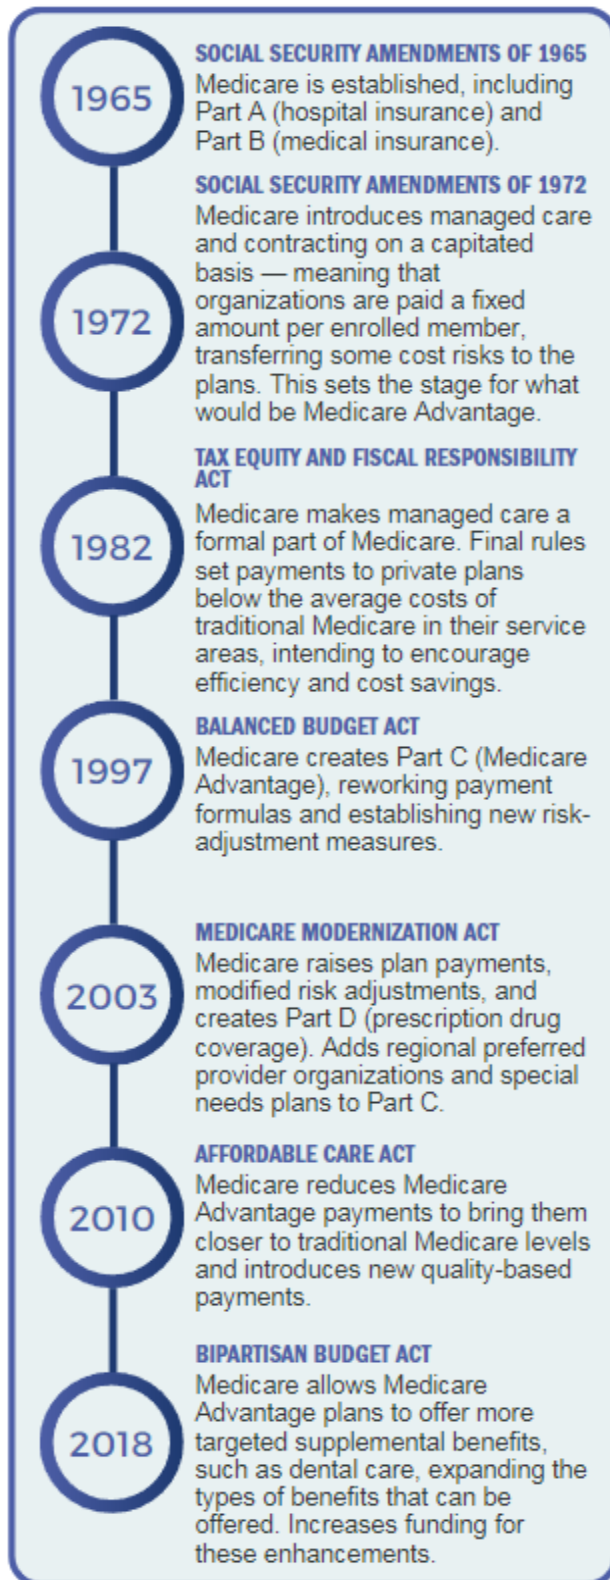 1965
SOCIAL SECURITY AMENDMENTS OF 1965
Medicare is established, including
Part A (hospital insurance) and
Part B (medical insurance).
1972
SOCIAL SECURITY AMENDMENTS OF 1972
Medicare introduces managed care
and contracting on a capitated
basis — meaning that
organizations are paid a fixed
amount per enrolled member,
transferring some cost risks to the
plans. This sets the stage for what
would be Medicare Advantage.
1982
TAX EQUITY AND FISCAL RESPONSIBILITY
ACT
Medicare makes managed care a
formal part of Medicare. Final rules
set payments to private plans
below the average costs of
traditional Medicare in their service
areas, intending to encourage
efficiency and cost savings.
1997
BALANCED BUDGET ACT
Medicare creates Part C (Medicare
Advantage), reworking payment
formulas and establishing new risk-
adjustment measures.
2003
MEDICARE MODERNIZATION ACT
Medicare raises plan payments,
modified risk adjustments, and
creates Part D (prescription drug
coverage). Adds regional preferred
provider organizations and special
needs plans to Part C.
2010
AFFORDABLE CARE ACT
Medicare reduces Medicare
Advantage payments to bring them
closer to traditional Medicare levels
and introduces new quality-based
payments.
2018
BIPARTISAN BUDGET ACT
Medicare allows Medicare
Advantage plans to offer more
targeted supplemental benefits,
such as dental care, expanding the
types of benefits that can be
offered. Increases funding for
these enhancements.